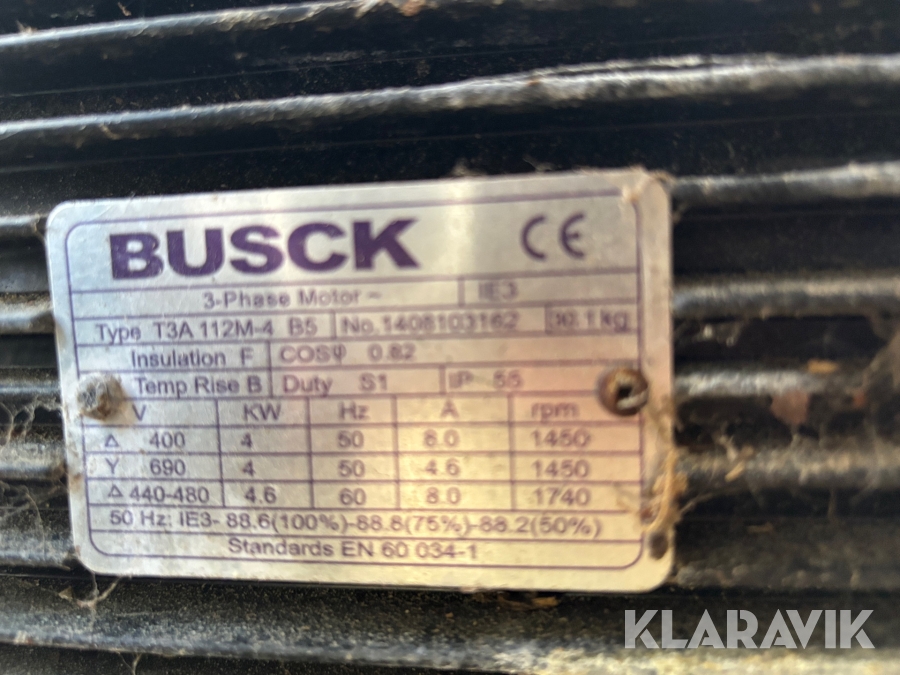 BUSCK CE
3-Phase Motor ~ IE3
Type T3A 112M-4 B5 No.1408103162 kg
Insulation F COSφ 0.82
Temp Rise B Duty S1 IP 55
V KW Hz A rpm
Δ 400 4 50 8.0 1450
Y 690 4 50 4.6 1450
Δ 440-480 4.6 60 8.0 1740
50 Hz: IE3- 88.6(100%)-88.8(75%)-88.2(50%)
Standards EN 60 034-1
KLARAVIK